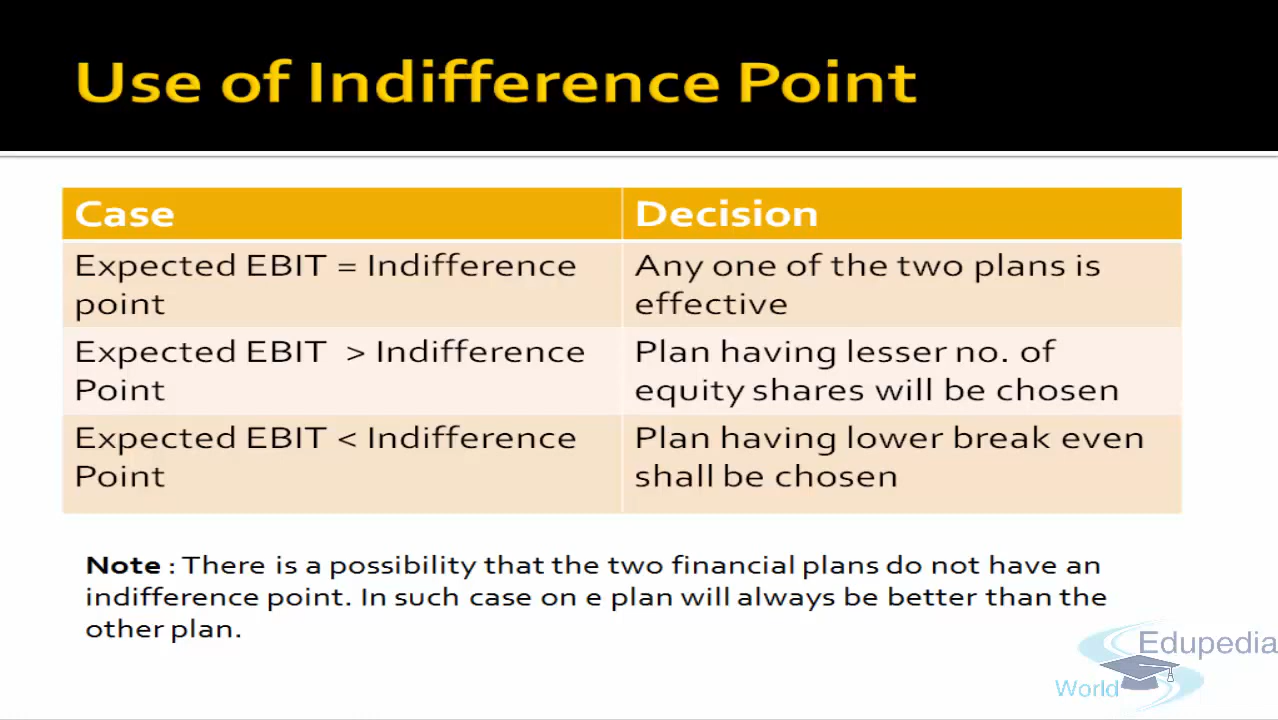 Use of Indifference Point
Case
Decision
Expected EBIT = Indifference
point
Any one of the two plans is
effective
Expected EBIT > Indifference
Point
Plan having lesser no. of
equity shares will be chosen
Expected EBIT < Indifference
Point
Plan having lower break even
shall be chosen
Note : There is a possibility that the two financial plans do not have an
indifference point. In such case on e plan will always be better than the
other plan.
Edupedia
World